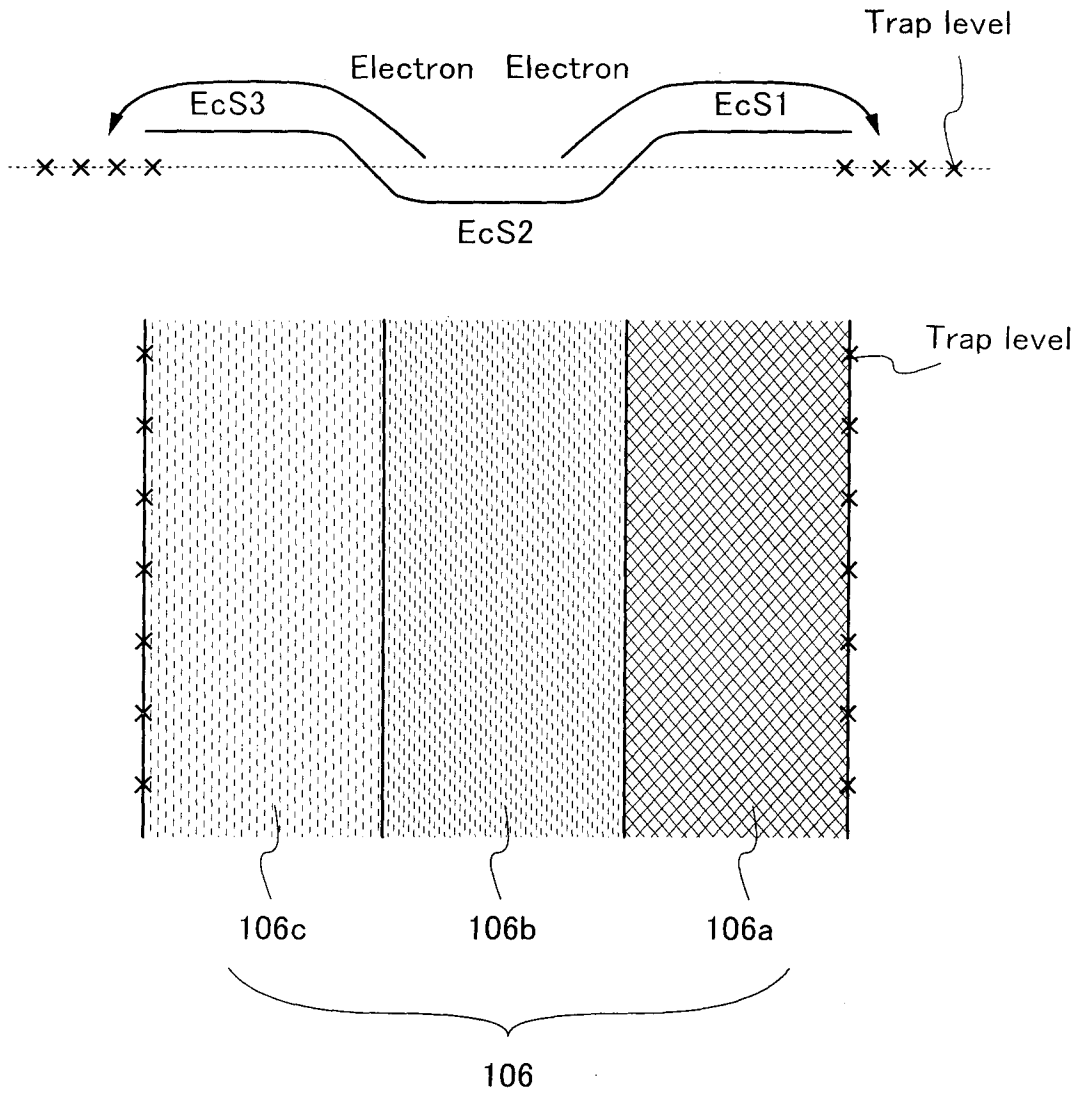 Trap level
Electron Electron
EcS3 EcS1
EcS2
Trap level
106c 106b 106a
106